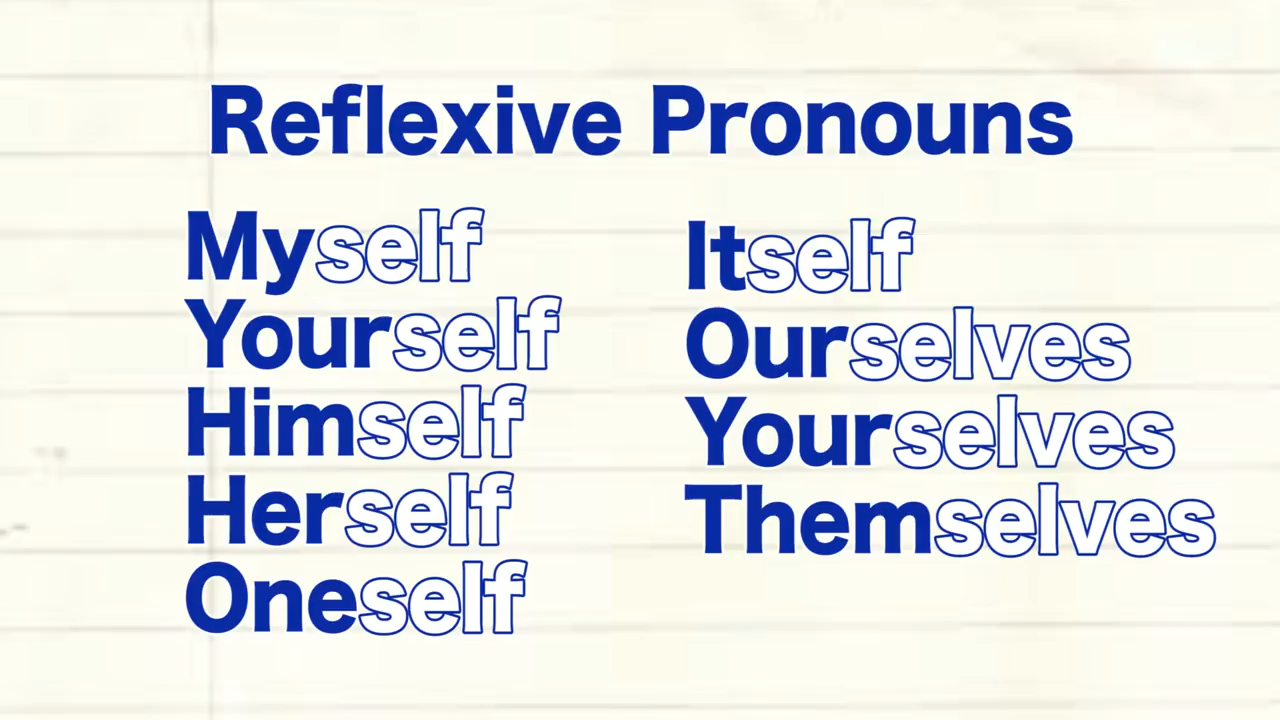 Reflexive Pronouns
Myself
Yourself
Himself
Herself
Oneself
Itself
Ourselves
Yourselves
Themselves